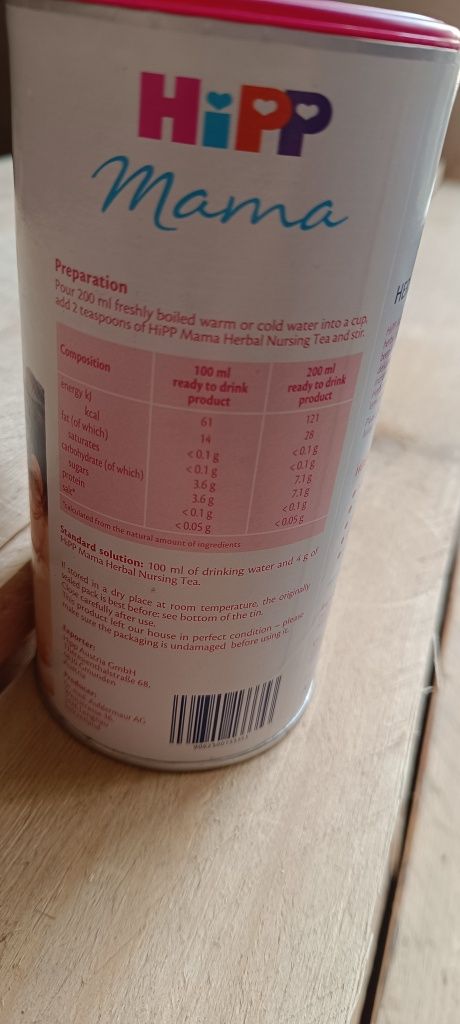 HiPP
Mama
Preparation
Pour 200 ml freshly boiled warm or cold water into a cup,
add 2 teaspoons of HiPP Mama Herbal Nursing Tea and stir.
Composition 100 ml ready to drink product 200 ml ready to drink product
energy kJ 61 121
kcal 14 28
fat (of which) <0.1 g <0.1 g
saturates <0.1 g <0.1 g
carbohydrate (of which) 3.6 g 7.1 g
sugars 3.6 g 7.1 g
protein <0.1 g <0.1 g
salt* <0.05 g <0.05 g
*calculated from the natural amount of ingredients
Standard solution: 100 ml of drinking water and 4 g of
HiPP Mama Herbal Nursing Tea.
If stored in a dry place at room temperature, the originally
sealed pack is best before: see bottom of the tin.
Close carefully after use.
This product left our house in perfect condition – please
make sure the packaging is undamaged before using it.
Exporter:
HiPP Austria GmbH
68,
Gmunden
Austria
Producer:
AG
HE